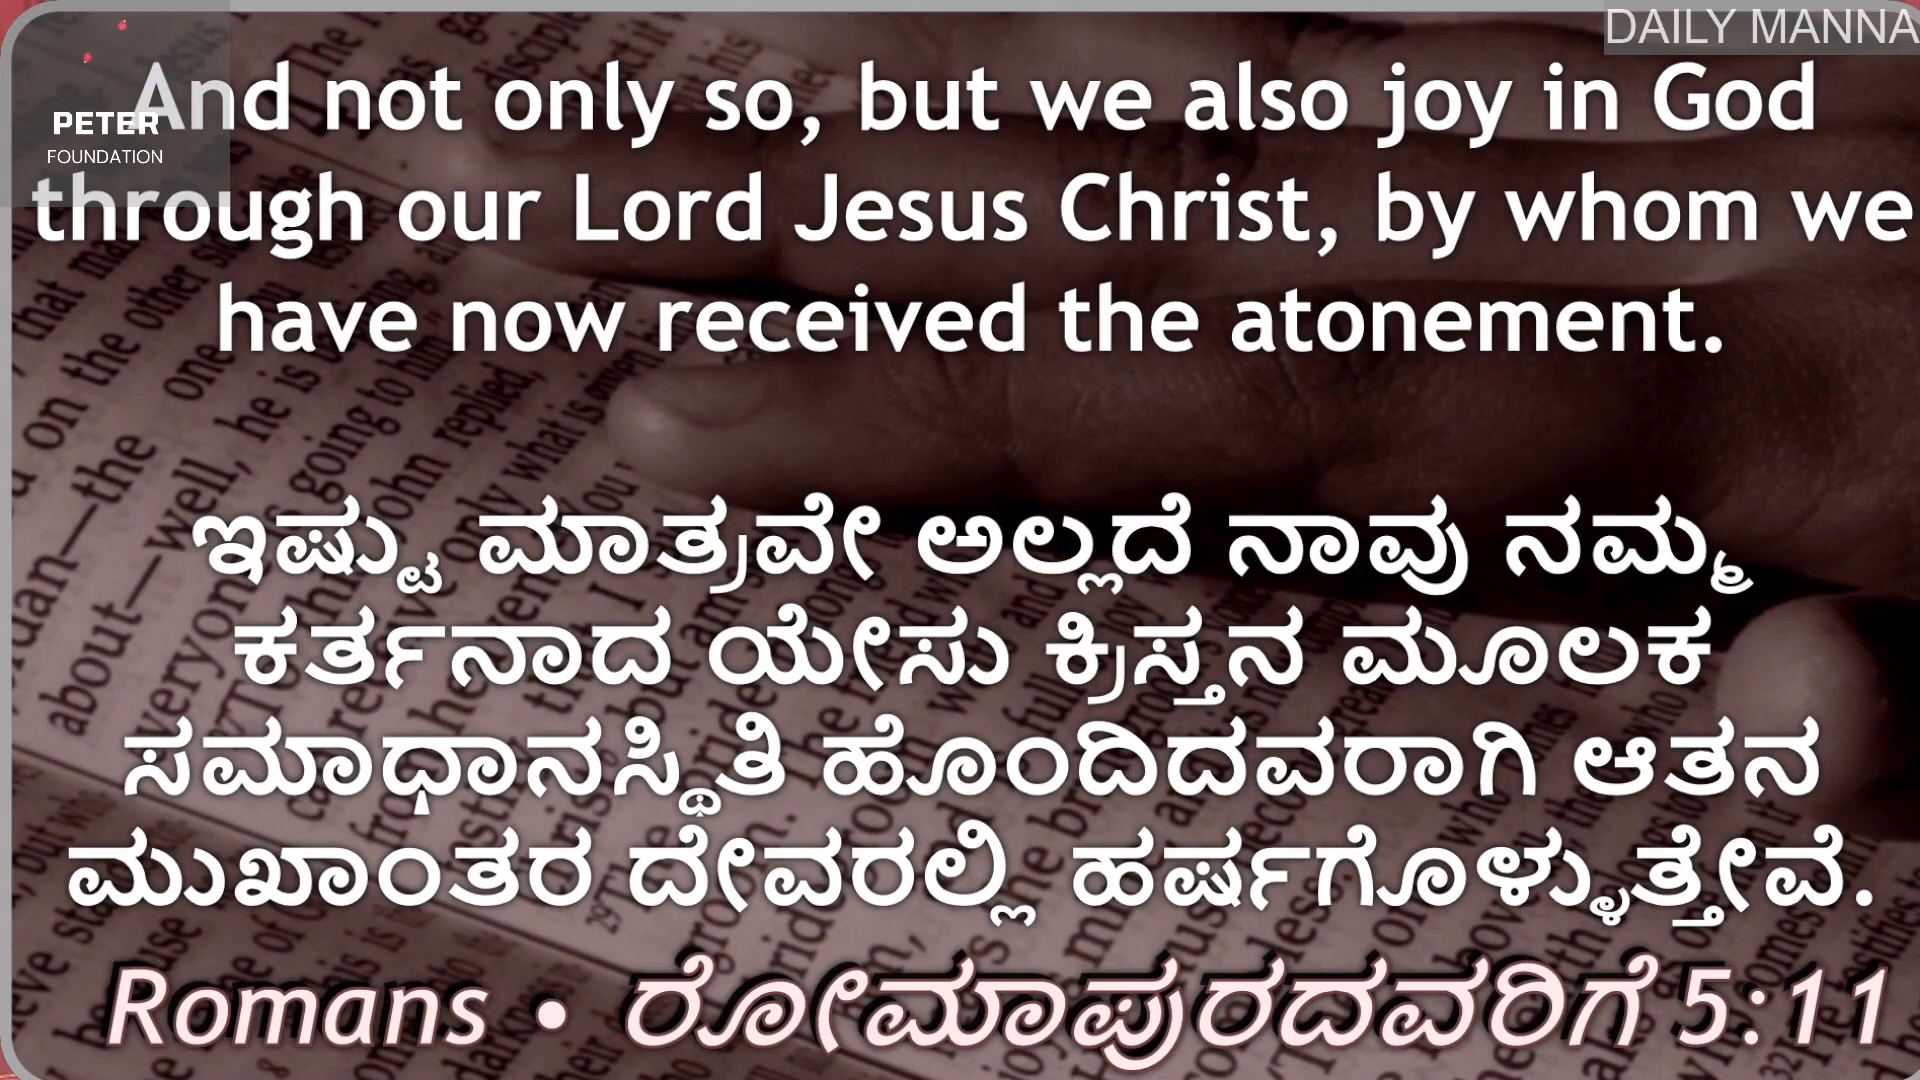 DAILY MANNA
PETER
FOUNDATION
And not only so, but we also joy in God
through our Lord Jesus Christ, by whom we
have now received the atonement.
ಇಷ್ಟು ಮಾತ್ರವೇ ಅಲ್ಲದೆ ನಾವು ನಮ್ಮ
ಕರ್ತನಾದ ಯೇಸು ಕ್ರಿಸ್ತನ ಮೂಲಕ
ಸಮಾಧಾನಸ್ಥಿತಿ ಹೊಂದಿದವರಾಗಿ ಆತನ
ಮುಖಾಂತರ ದೇವರಲ್ಲಿ ಹರ್ಷಗೊಳ್ಳುತ್ತೇವೆ.
Romans • ರೋಮಾಪುರದವರಿಗೆ 5:11